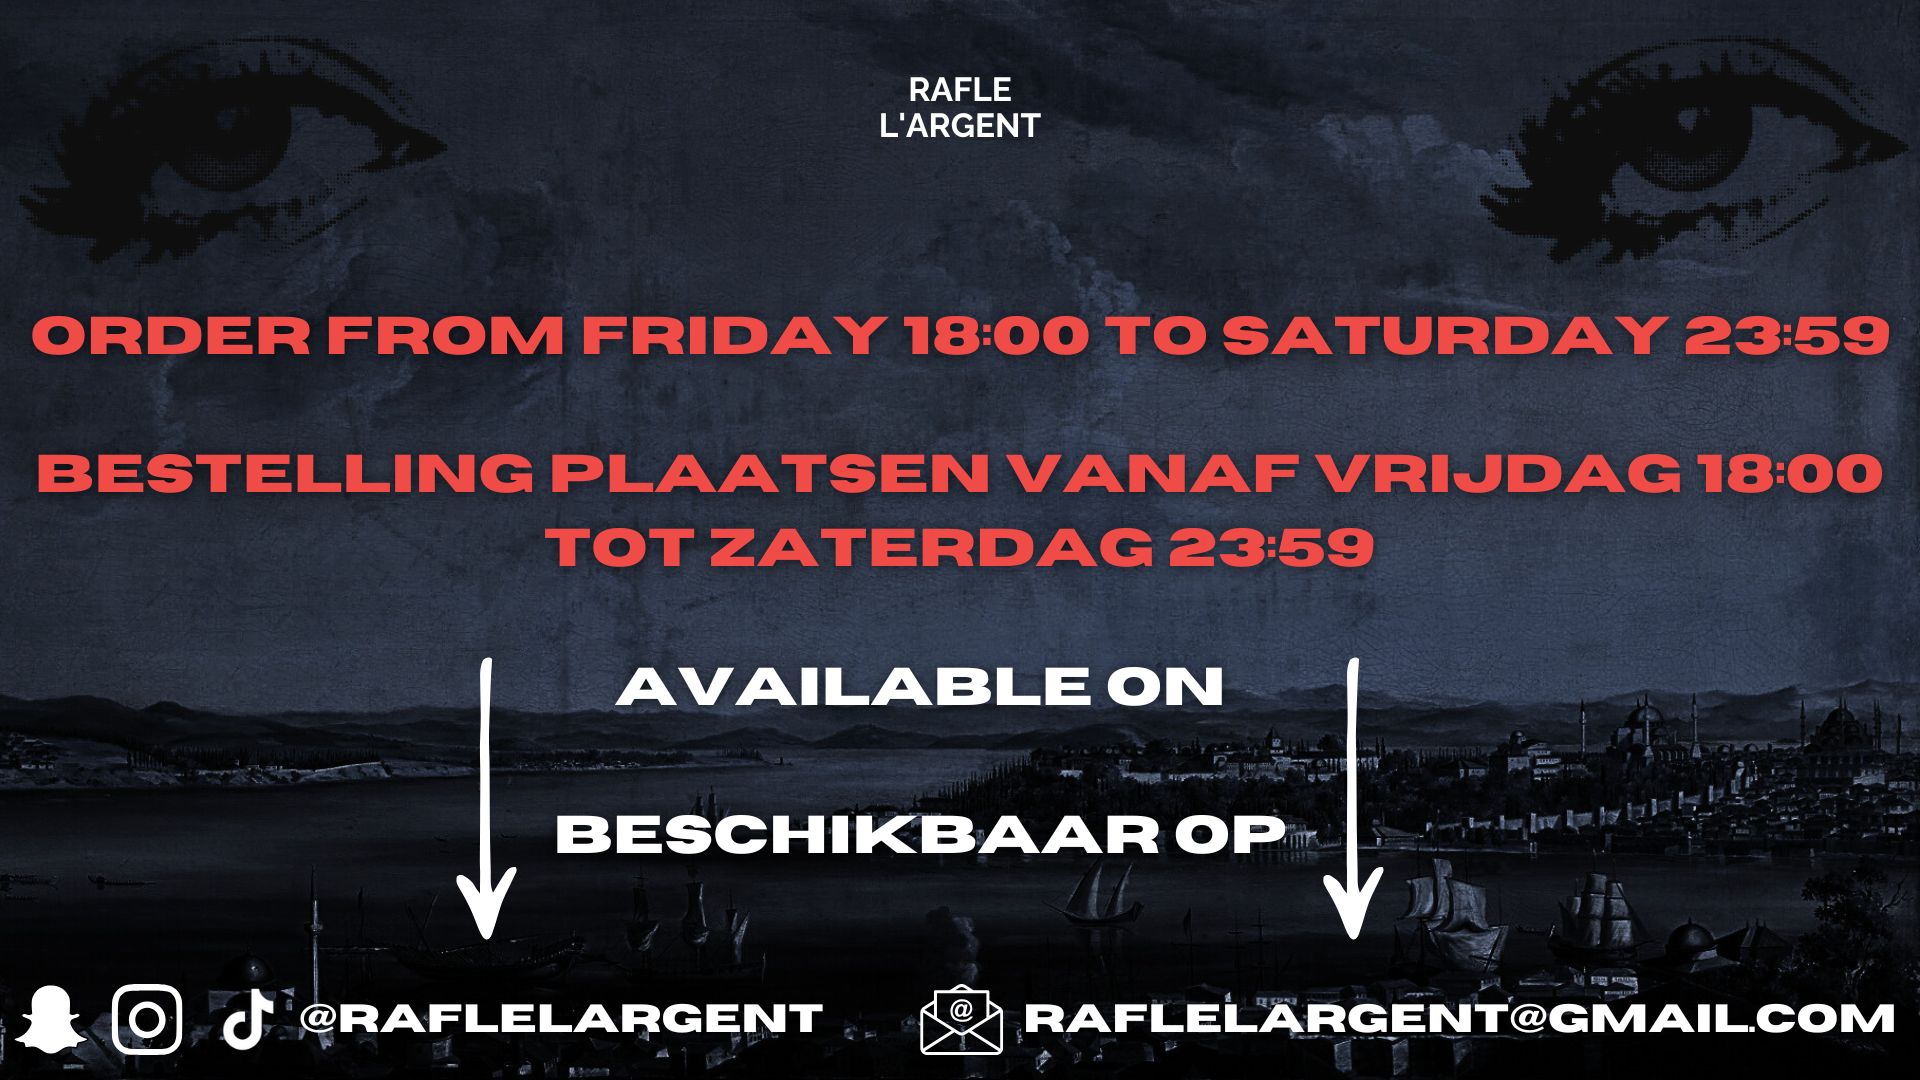 RAFLE
L'ARGENT
ORDER FROM FRIDAY 18:00 TO SATURDAY 23:59
BESTELLING PLAATSEN VANAF VRIJDAG 18:00
TOT ZATERDAG 23:59
AVAILABLE ON
BESCHIKBAAR OP
@RAFLELARGENT
RAFLELARGENT@GMAIL.COM